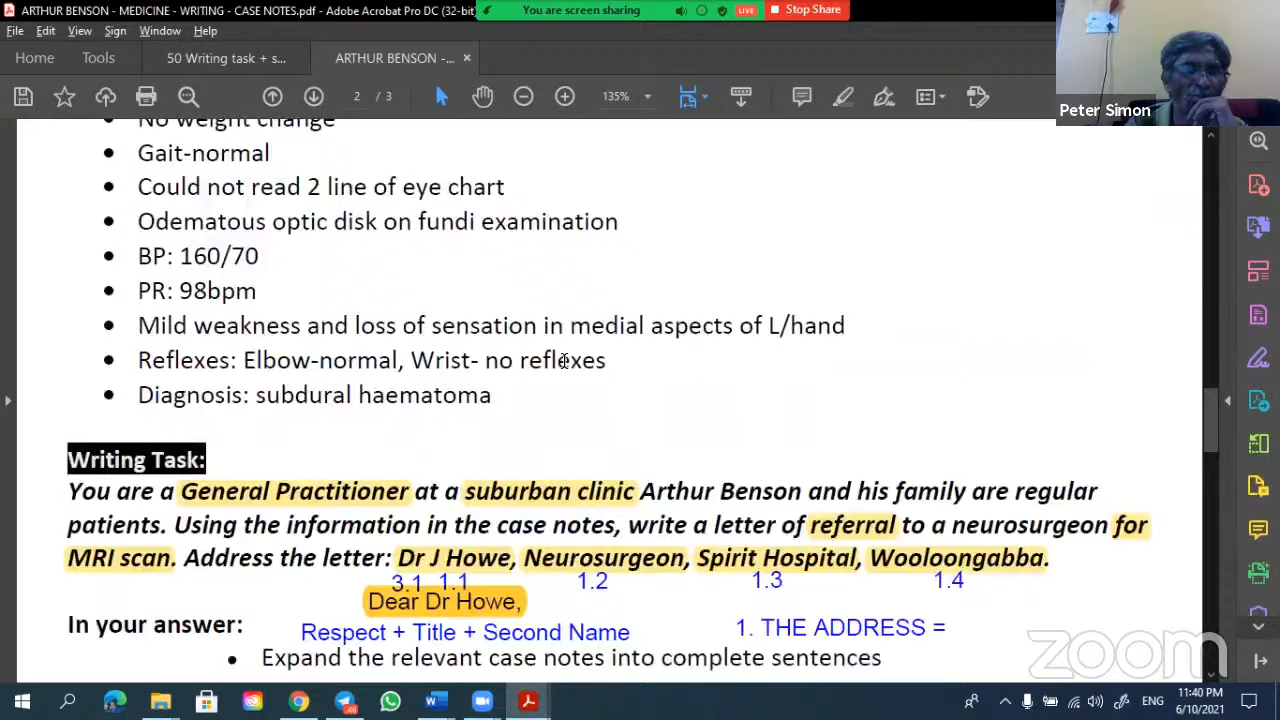 ARTHUR BENSON - MEDICINE - WRITING - CASE NOTES.pdf - Adobe Acrobat Pro DC (32-bit)
You are screen sharing
LIVE
Stop Share
File Edit View Sign Window Help
Home Tools 50 Writing task + s... ARTHUR BENSON -... ×
2 / 3 135%
Peter Simon
• No weight change
• Gait-normal
• Could not read 2 line of eye chart
• Odematous optic disk on fundi examination
• BP: 160/70
• PR: 98bpm
• Mild weakness and loss of sensation in medial aspects of L/hand
• Reflexes: Elbow-normal, Wrist- no reflexes
• Diagnosis: subdural haematoma
Writing Task:
You are a General Practitioner at a suburban clinic Arthur Benson and his family are regular
patients. Using the information in the case notes, write a letter of referral to a neurosurgeon for
MRI scan. Address the letter: Dr J Howe, Neurosurgeon, Spirit Hospital, Wooloongabba.
3.1 1.1 1.2 1.3 1.4
Dear Dr Howe,
In your answer:
Respect + Title + Second Name 1. THE ADDRESS =
• Expand the relevant case notes into complete sentences
zoom
ENG
11:40 PM
6/10/2021